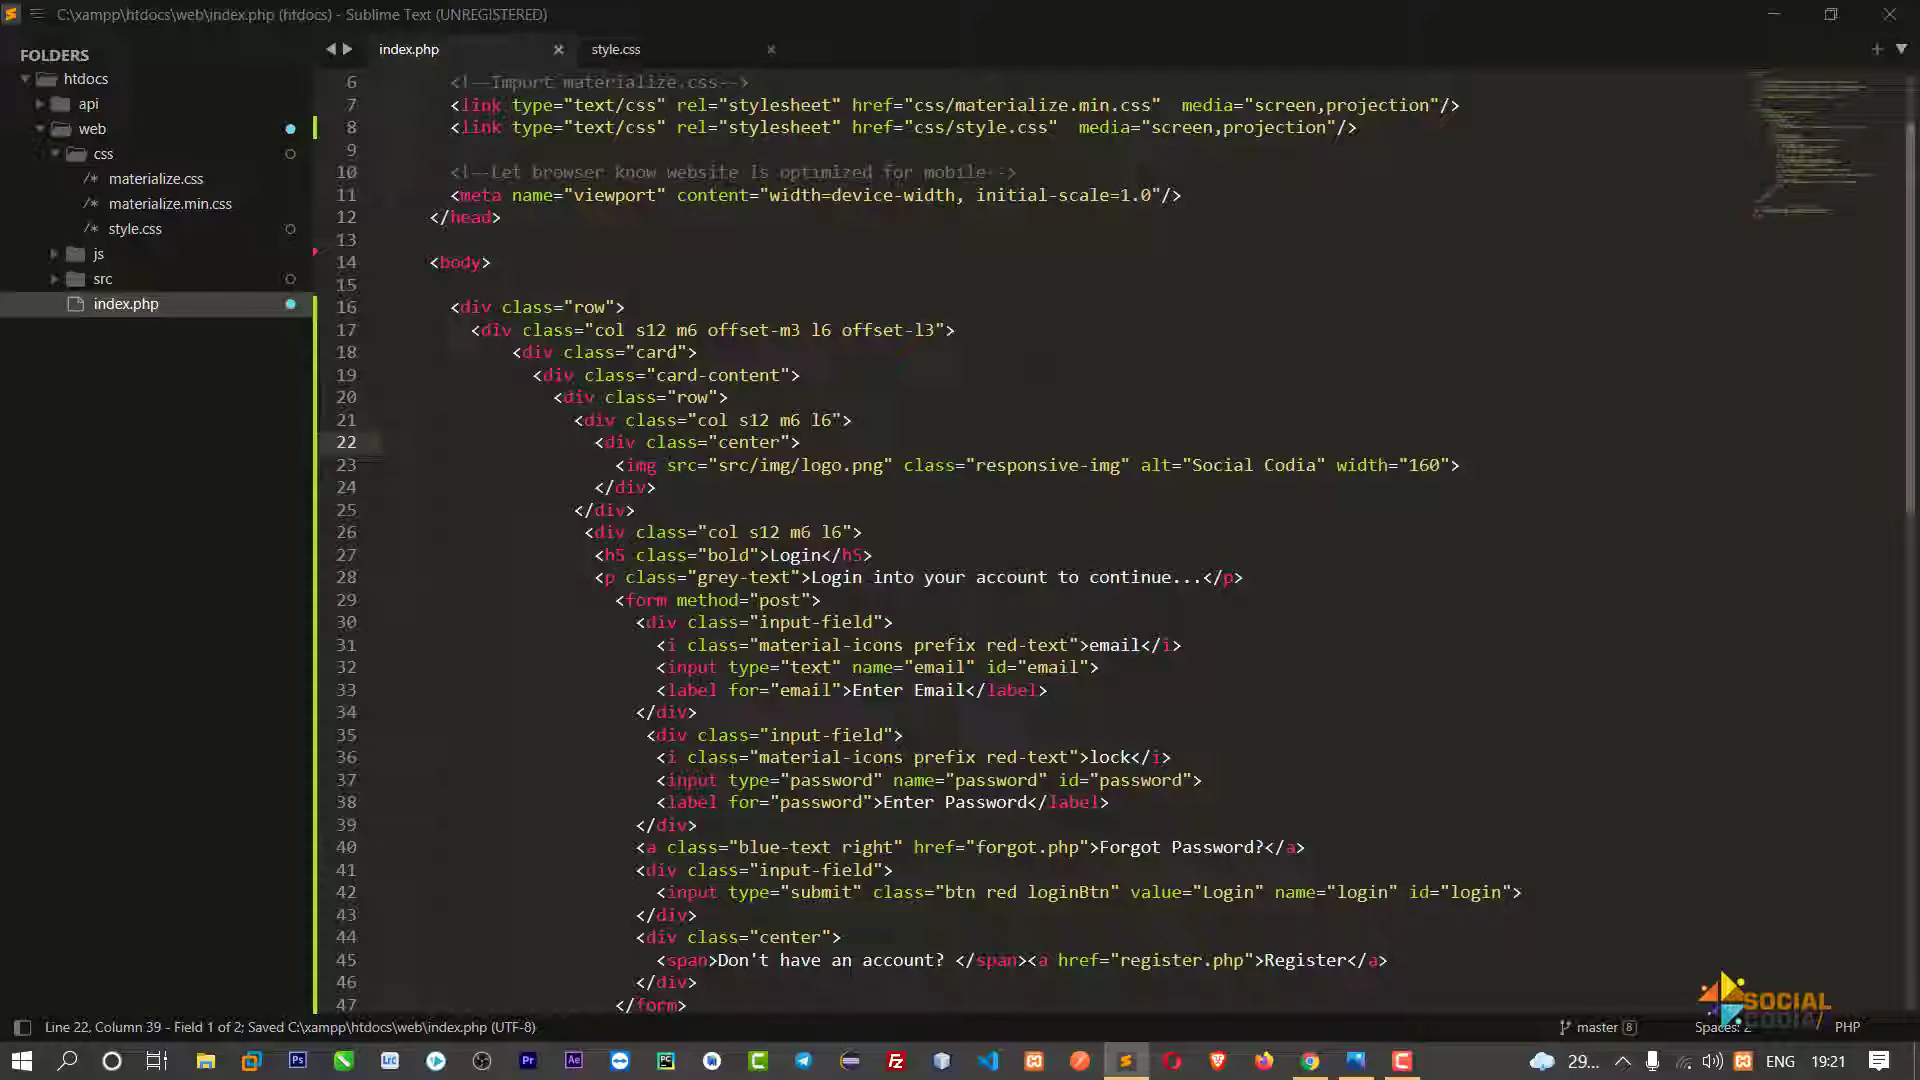 C:\xampp\htdocs\web\index.php (htdocs) - Sublime Text (UNREGISTERED)
FOLDERS
htdocs
api
web
css
/* materialize.css
/* materialize.min.css
/* style.css
js
src
index.php
index.php
style.css
6 <!--Import materialize.css-->
7 <link type="text/css" rel="stylesheet" href="css/materialize.min.css"  media="screen,projection"/>
8 <link type="text/css" rel="stylesheet" href="css/style.css"  media="screen,projection"/>
9
10 <!--Let browser know website is optimized for mobile-->
11 <meta name="viewport" content="width=device-width, initial-scale=1.0"/>
12 </head>
13
14 <body>
15
16 <div class="row">
17 <div class="col s12 m6 offset-m3 l6 offset-l3">
18 <div class="card">
19 <div class="card-content">
20 <div class="row">
21 <div class="col s12 m6 l6">
22 <div class="center">
23 <img src="src/img/logo.png" class="responsive-img" alt="Social Codia" width="160">
24 </div>
25 </div>
26 <div class="col s12 m6 l6">
27 <h5 class="bold">Login</h5>
28 <p class="grey-text">Login into your account to continue...</p>
29 <form method="post">
30 <div class="input-field">
31 <i class="material-icons prefix red-text">email</i>
32 <input type="text" name="email" id="email">
33 <label for="email">Enter Email</label>
34 </div>
35 <div class="input-field">
36 <i class="material-icons prefix red-text">lock</i>
37 <input type="password" name="password" id="password">
38 <label for="password">Enter Password</label>
39 </div>
40 <a class="blue-text right" href="forgot.php">Forgot Password?</a>
41 <div class="input-field">
42 <input type="submit" class="btn red loginBtn" value="Login" name="login" id="login">
43 </div>
44 <div class="center">
45 <span>Don't have an account? </span><a href="register.php">Register</a>
46 </div>
47 </form>
SOCIAL
CODIA
Line 22, Column 39 - Field 1 of 2; Saved C:\xampp\htdocs\web\index.php (UTF-8)
master 8
Spaces: 2
PHP
29...
ENG
19:21